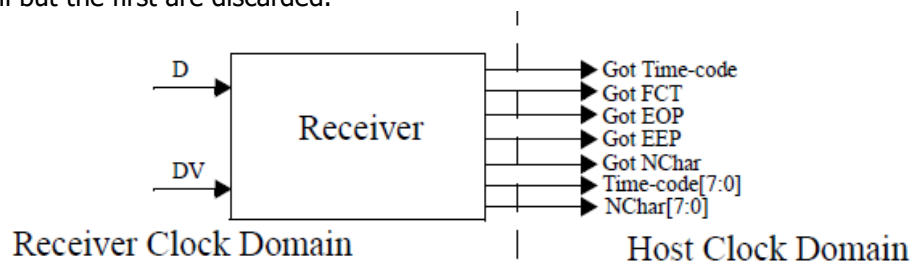 but the first are discarded.
D
DV
Receiver
Got Time-code
Got FCT
Got EOP
Got EEP
Got NChar
Time-code[7:0]
NChar[7:0]
Receiver Clock Domain
Host Clock Domain